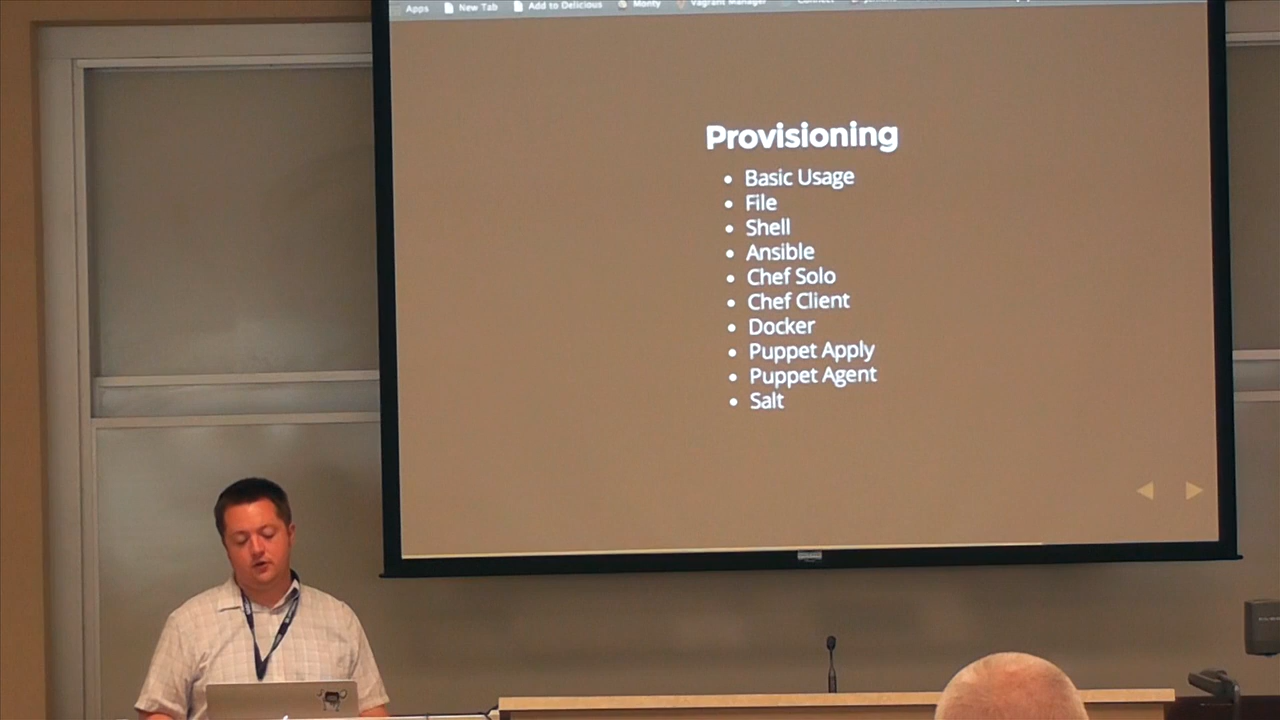 Apps New Tab Add to Delicious Monty Vagrant Manager Connect
Provisioning
• Basic Usage
• File
• Shell
• Ansible
• Chef Solo
• Chef Client
• Docker
• Puppet Apply
• Puppet Agent
• Salt